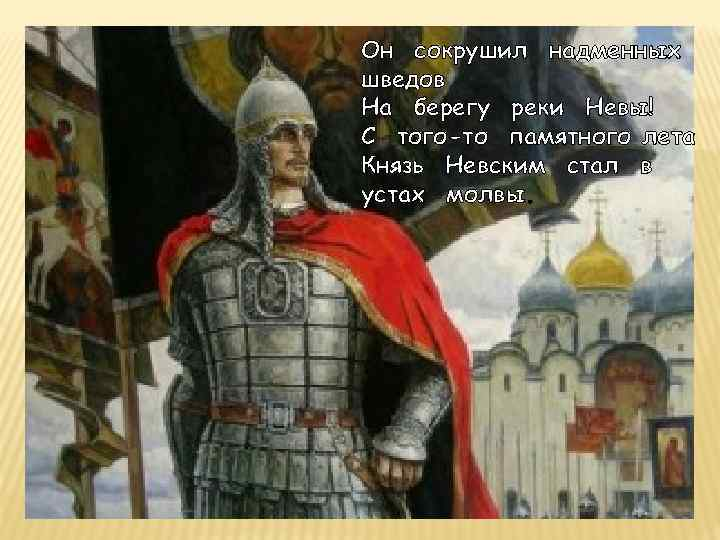 Он сокрушил надменных
шведов
На берегу реки Невы!
С того-то памятного лета
Князь Невским стал в
устах молвы.